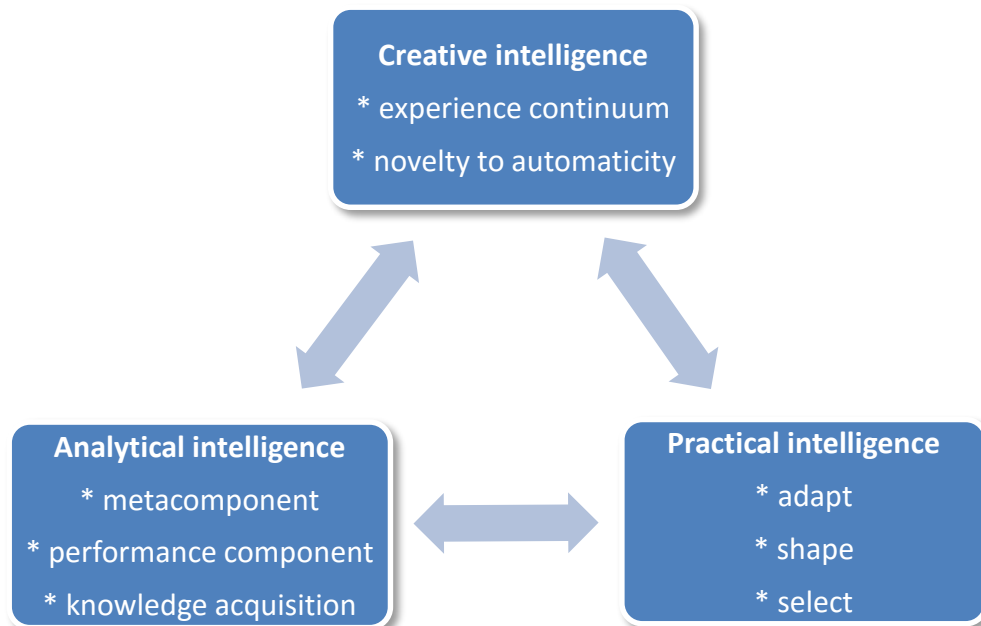 Creative intelligence
* experience continuum
* novelty to automaticity
Analytical intelligence
* metacomponent
* performance component
* knowledge acquisition
Practical intelligence
* adapt
* shape
* select